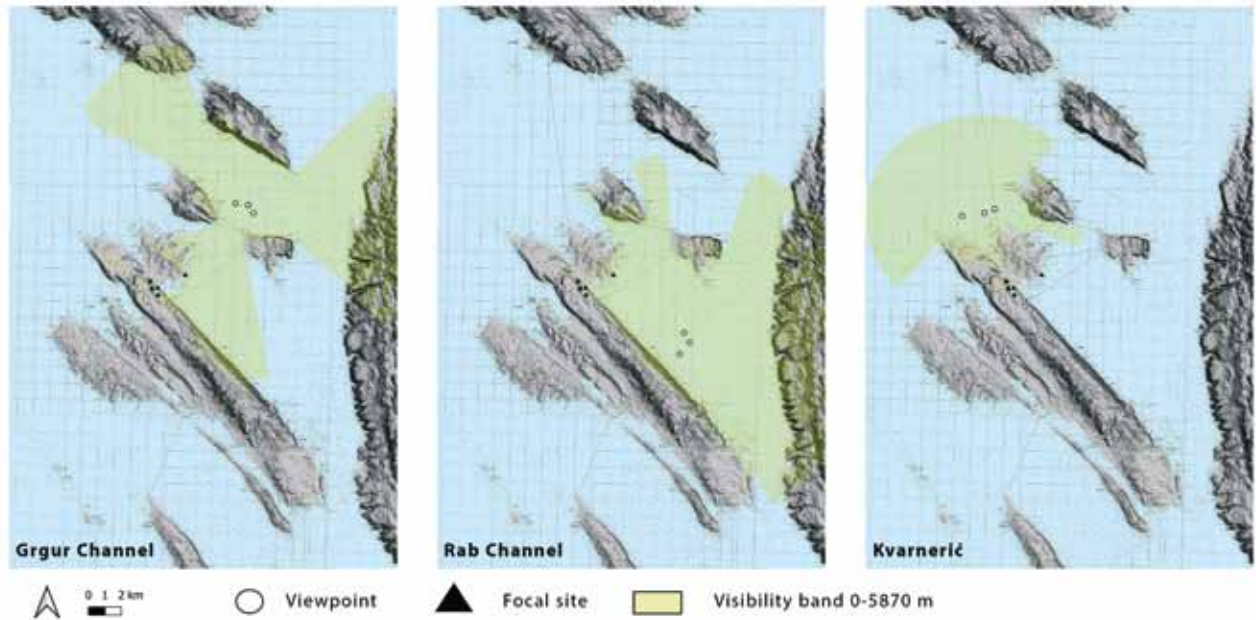 Grgur Channel
Rab Channel
Kvarnerić
0 1 2 km
Viewpoint
Focal site
Visibility band 0-5870 m